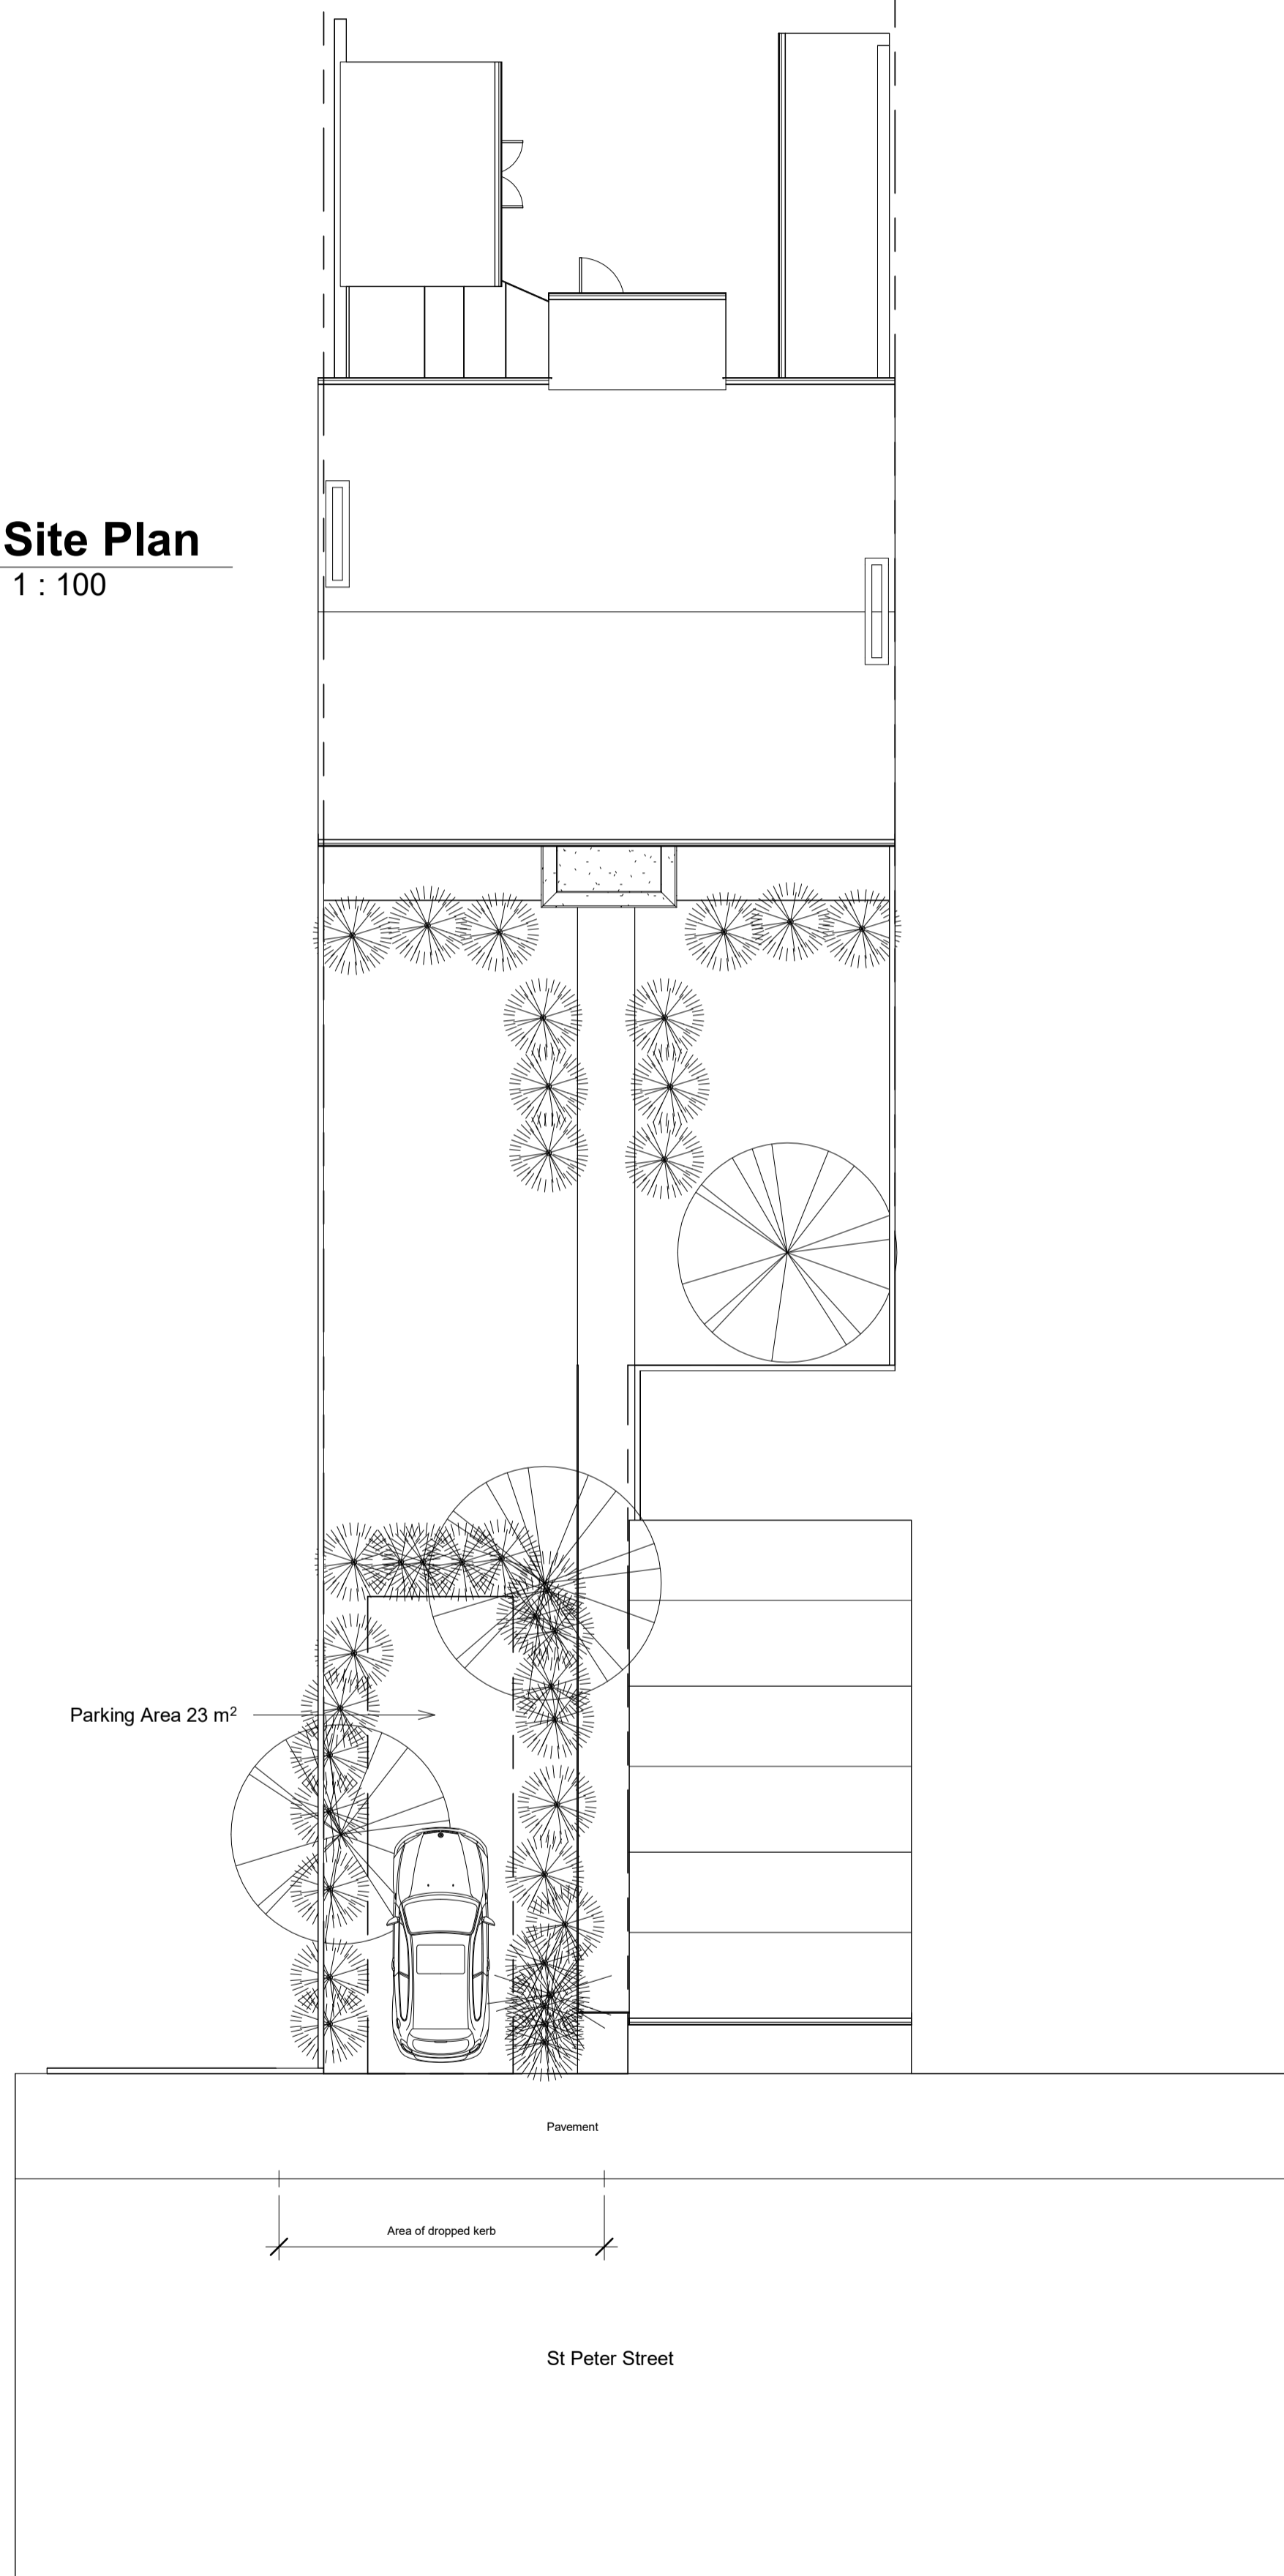 Site Plan
1 : 100
Parking Area 23 m²
Pavement
Area of dropped kerb
St Peter Street